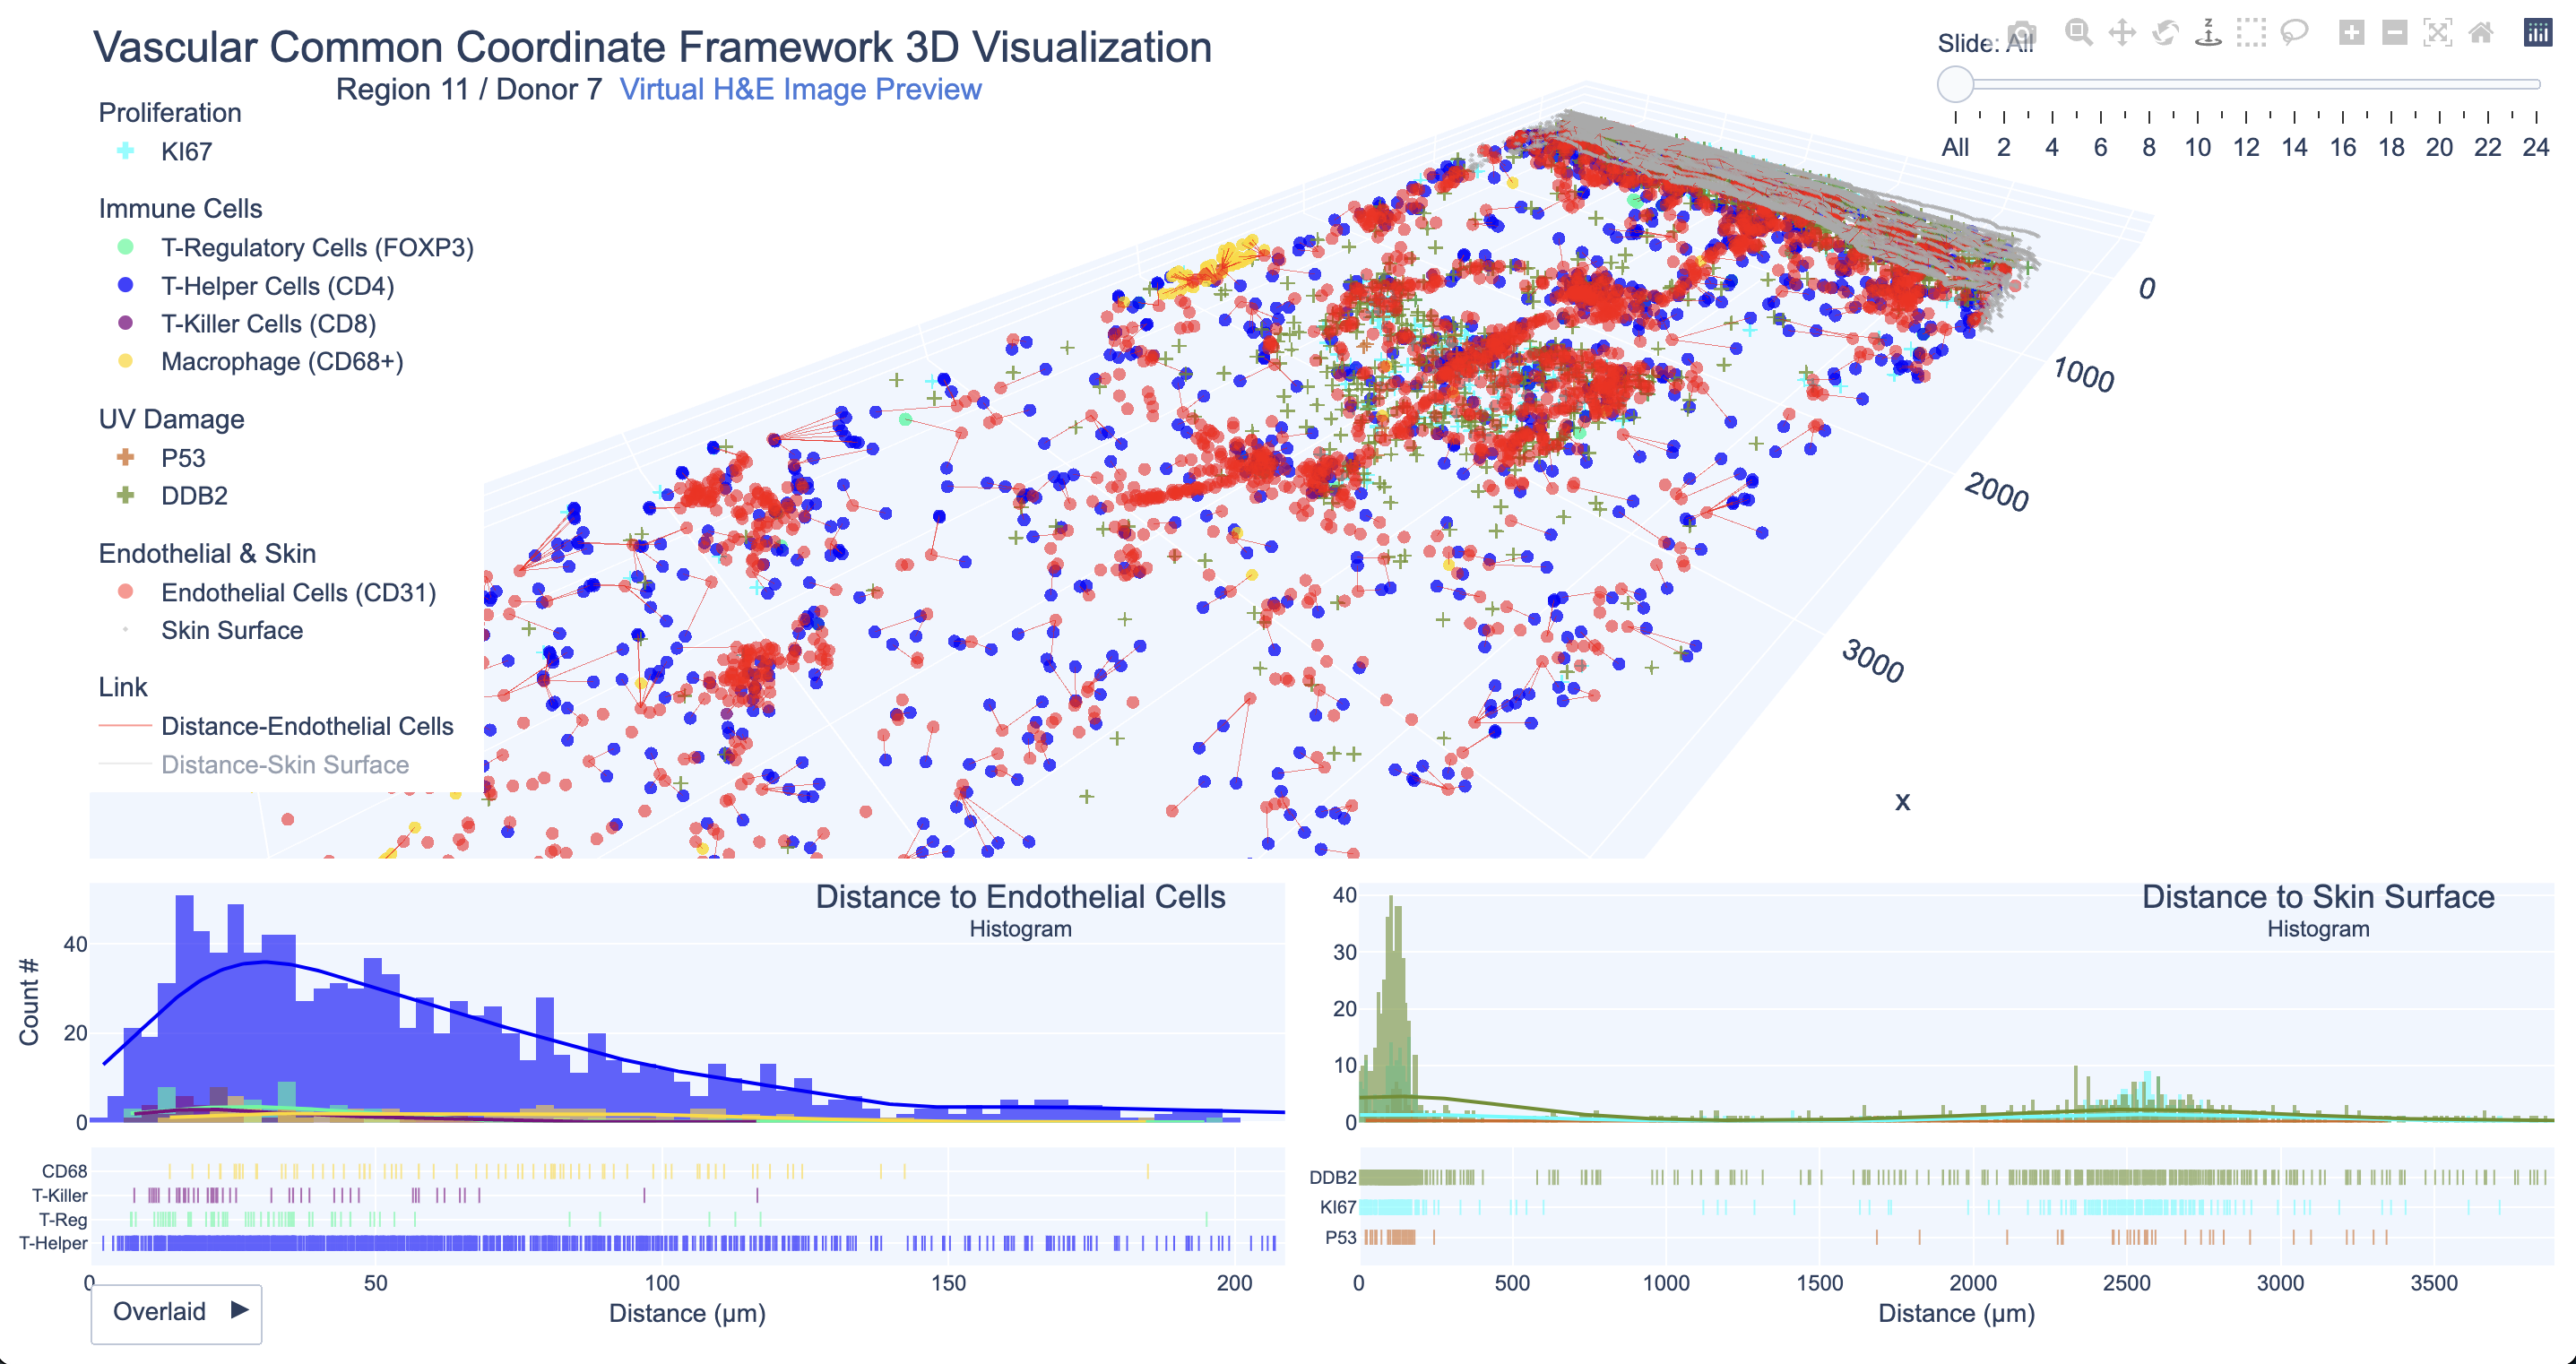 Vascular Common Coordinate Framework 3D Visualization
Region 11 / Donor 7 Virtual H&E Image Preview
Slide: All
All 2 4 6 8 10 12 14 16 18 20 22 24
Proliferation
KI67
Immune Cells
T-Regulatory Cells (FOXP3)
T-Helper Cells (CD4)
T-Killer Cells (CD8)
Macrophage (CD68+)
UV Damage
P53
DDB2
Endothelial & Skin
Endothelial Cells (CD31)
Skin Surface
Link
Distance-Endothelial Cells
Distance-Skin Surface
z
0
1000
2000
3000
x
Distance to Endothelial Cells
Histogram
Count #
40
20
0
CD68
T-Killer
T-Reg
T-Helper
0 50 100 150 200
Distance (μm)
Overlaid ▶
Distance to Skin Surface
Histogram
40
30
20
10
0
DDB2
KI67
P53
0 500 1000 1500 2000 2500 3000 3500
Distance (μm)